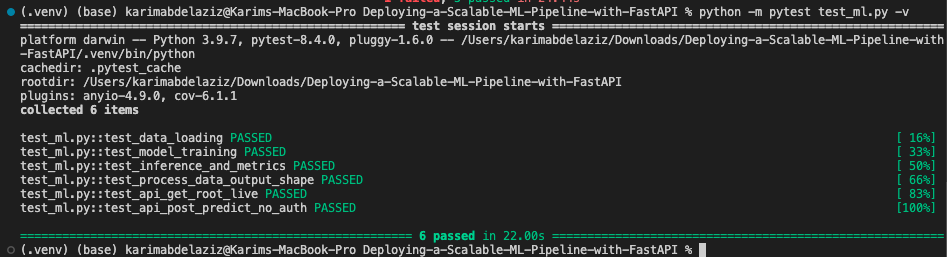 (.venv) (base) karimabdelaziz@Karims-MacBook-Pro Deploying-a-Scalable-ML-Pipeline-with-FastAPI % python -m pytest test_ml.py -v
test session starts
platform darwin -- Python 3.9.7, pytest-8.4.0, pluggy-1.6.0 -- /Users/karimabdelaziz/Downloads/Deploying-a-Scalable-ML-Pipeline-with
-FastAPI/.venv/bin/python
cachedir: .pytest_cache
rootdir: /Users/karimabdelaziz/Downloads/Deploying-a-Scalable-ML-Pipeline-with-FastAPI
plugins: anyio-4.9.0, cov-6.1.1
collected 6 items
test_ml.py::test_data_loading PASSED [ 16%]
test_ml.py::test_model_training PASSED [ 33%]
test_ml.py::test_inference_and_metrics PASSED [ 50%]
test_ml.py::test_process_data_output_shape PASSED [ 66%]
test_ml.py::test_api_get_root_live PASSED [ 83%]
test_ml.py::test_api_post_predict_no_auth PASSED [100%]
6 passed in 22.00s
(.venv) (base) karimabdelaziz@Karims-MacBook-Pro Deploying-a-Scalable-ML-Pipeline-with-FastAPI %